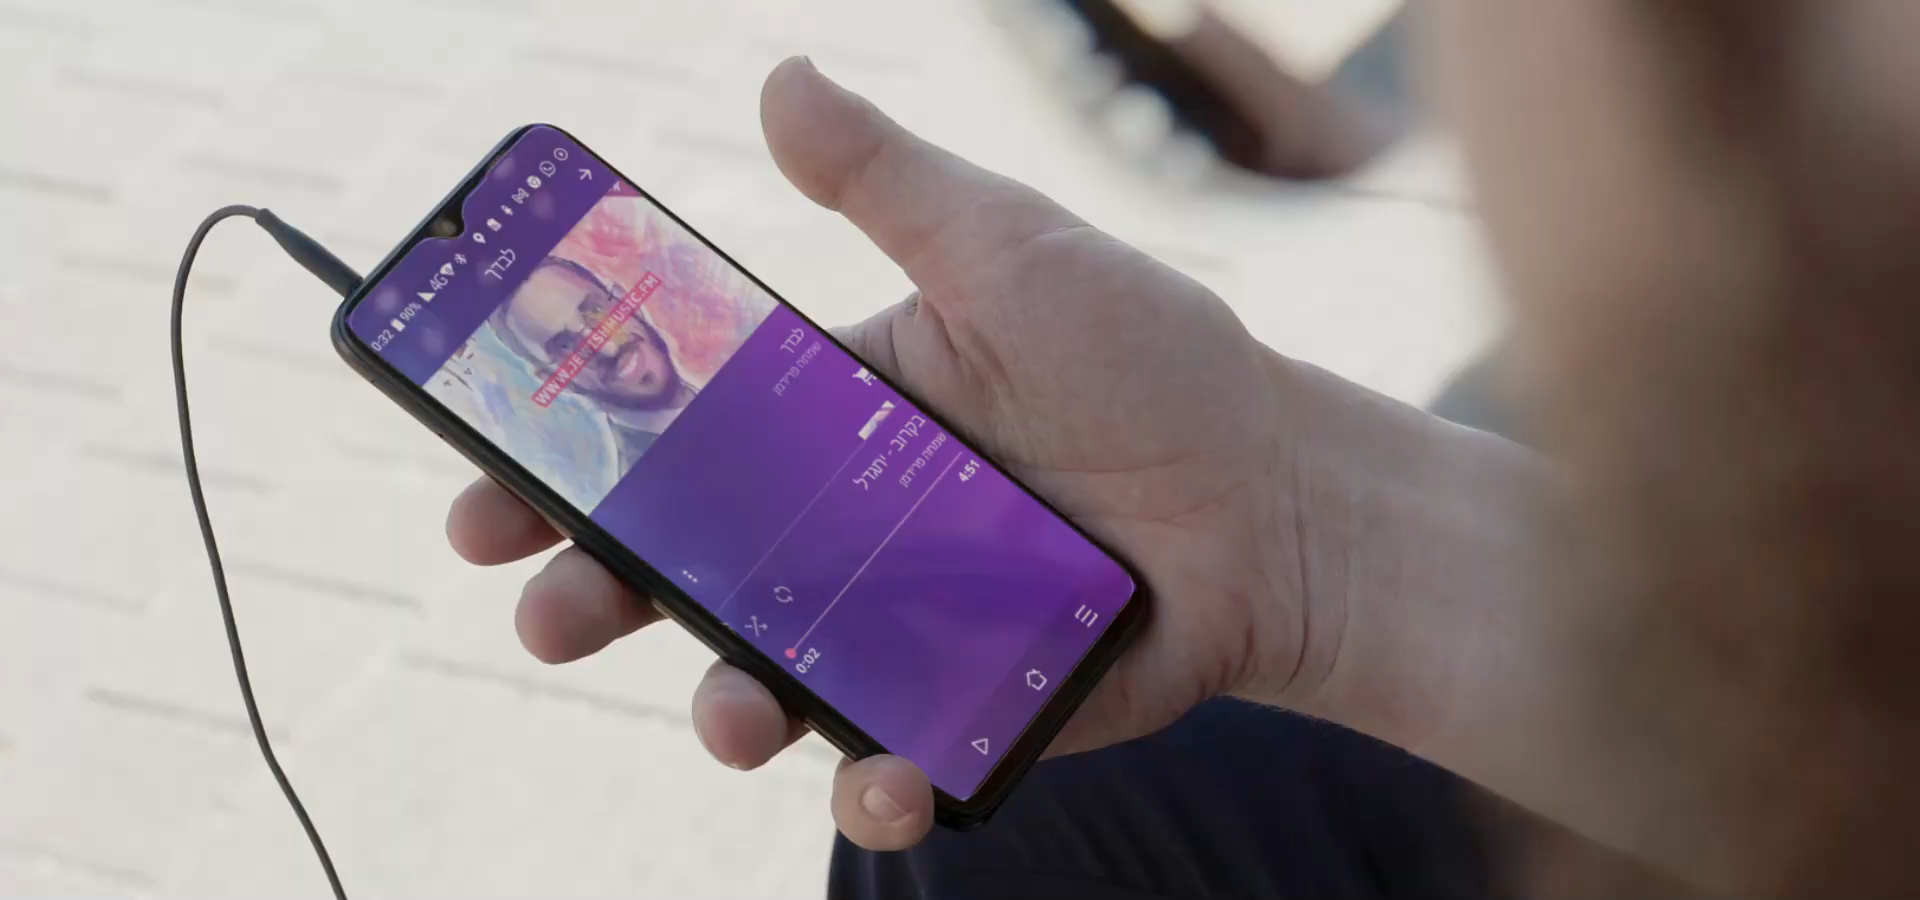 0:32 90% 4G
לבדך
WWW.JEWISHMUSIC.FM
לבדך
שמחה פרידמן
בקרוב - יתגדל
שמחה פרידמן
0:02
4:51